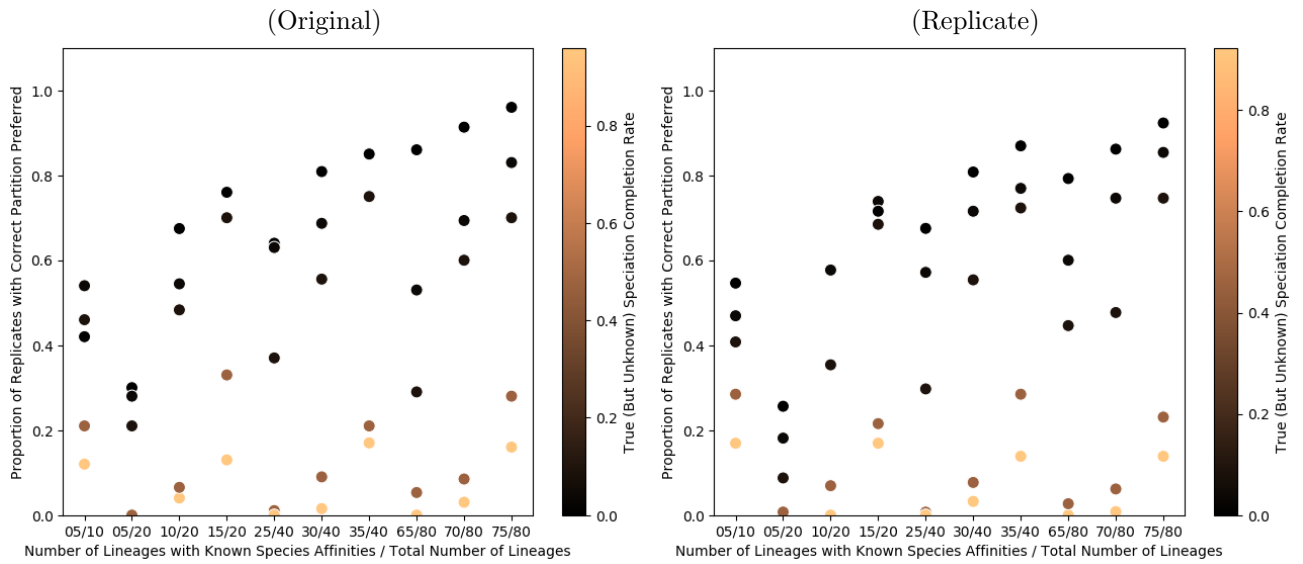 (Original)
(Replicate)
Proportion of Replicates with Correct Partition Preferred
1.0
0.8
0.6
0.4
0.2
0.0
05/10 05/20 10/20 15/20 25/40 30/40 35/40 65/80 70/80 75/80
Number of Lineages with Known Species Affinities / Total Number of Lineages
0.8
0.6
0.4
0.2
0.0
True (But Unknown) Speciation Completion Rate
Proportion of Replicates with Correct Partition Preferred
1.0
0.8
0.6
0.4
0.2
0.0
05/10 05/20 10/20 15/20 25/40 30/40 35/40 65/80 70/80 75/80
Number of Lineages with Known Species Affinities / Total Number of Lineages
0.8
0.6
0.4
0.2
0.0
True (But Unknown) Speciation Completion Rate